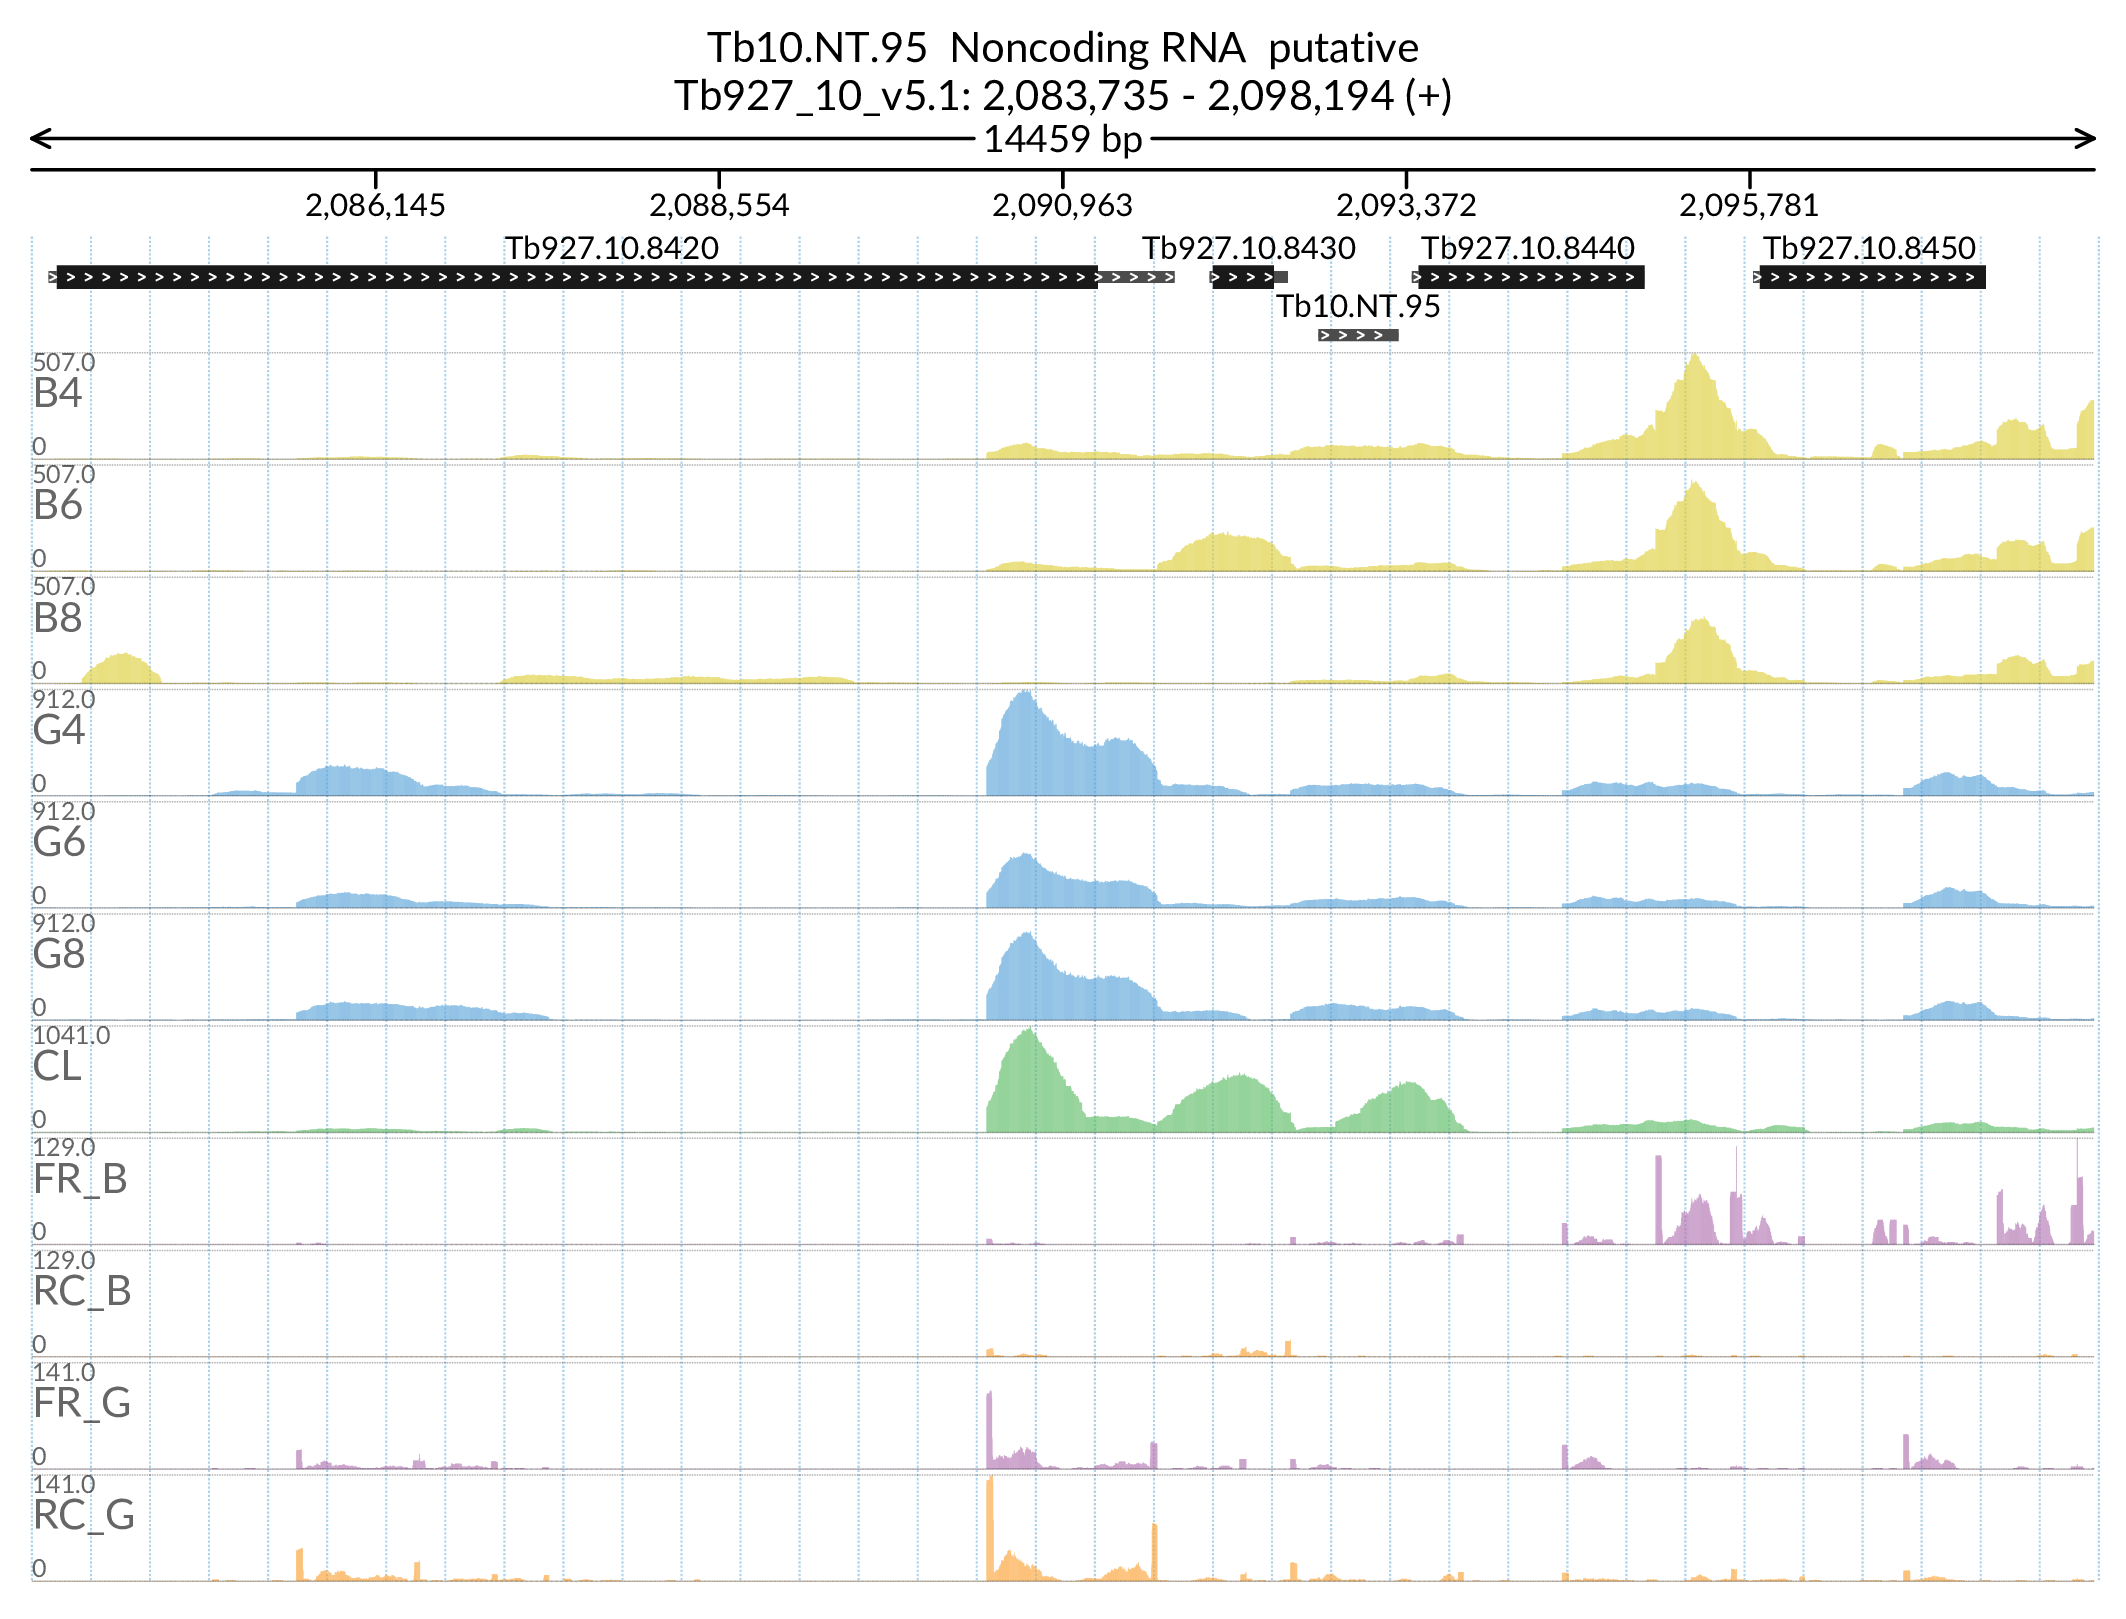 Tb10.NT.95 Noncoding RNA putative
Tb927_10_v5.1: 2,083,735 - 2,098,194 (+)
14459 bp
2,086,145 2,088,554 2,090,963 2,093,372 2,095,781
Tb927.10.8420 Tb927.10.8430 Tb927.10.8440 Tb927.10.8450
Tb10.NT.95
507.0
B4
0
507.0
B6
0
507.0
B8
0
912.0
G4
0
912.0
G6
0
912.0
G8
0
1041.0
CL
0
129.0
FR_B
0
129.0
RC_B
0
141.0
FR_G
0
141.0
RC_G
0